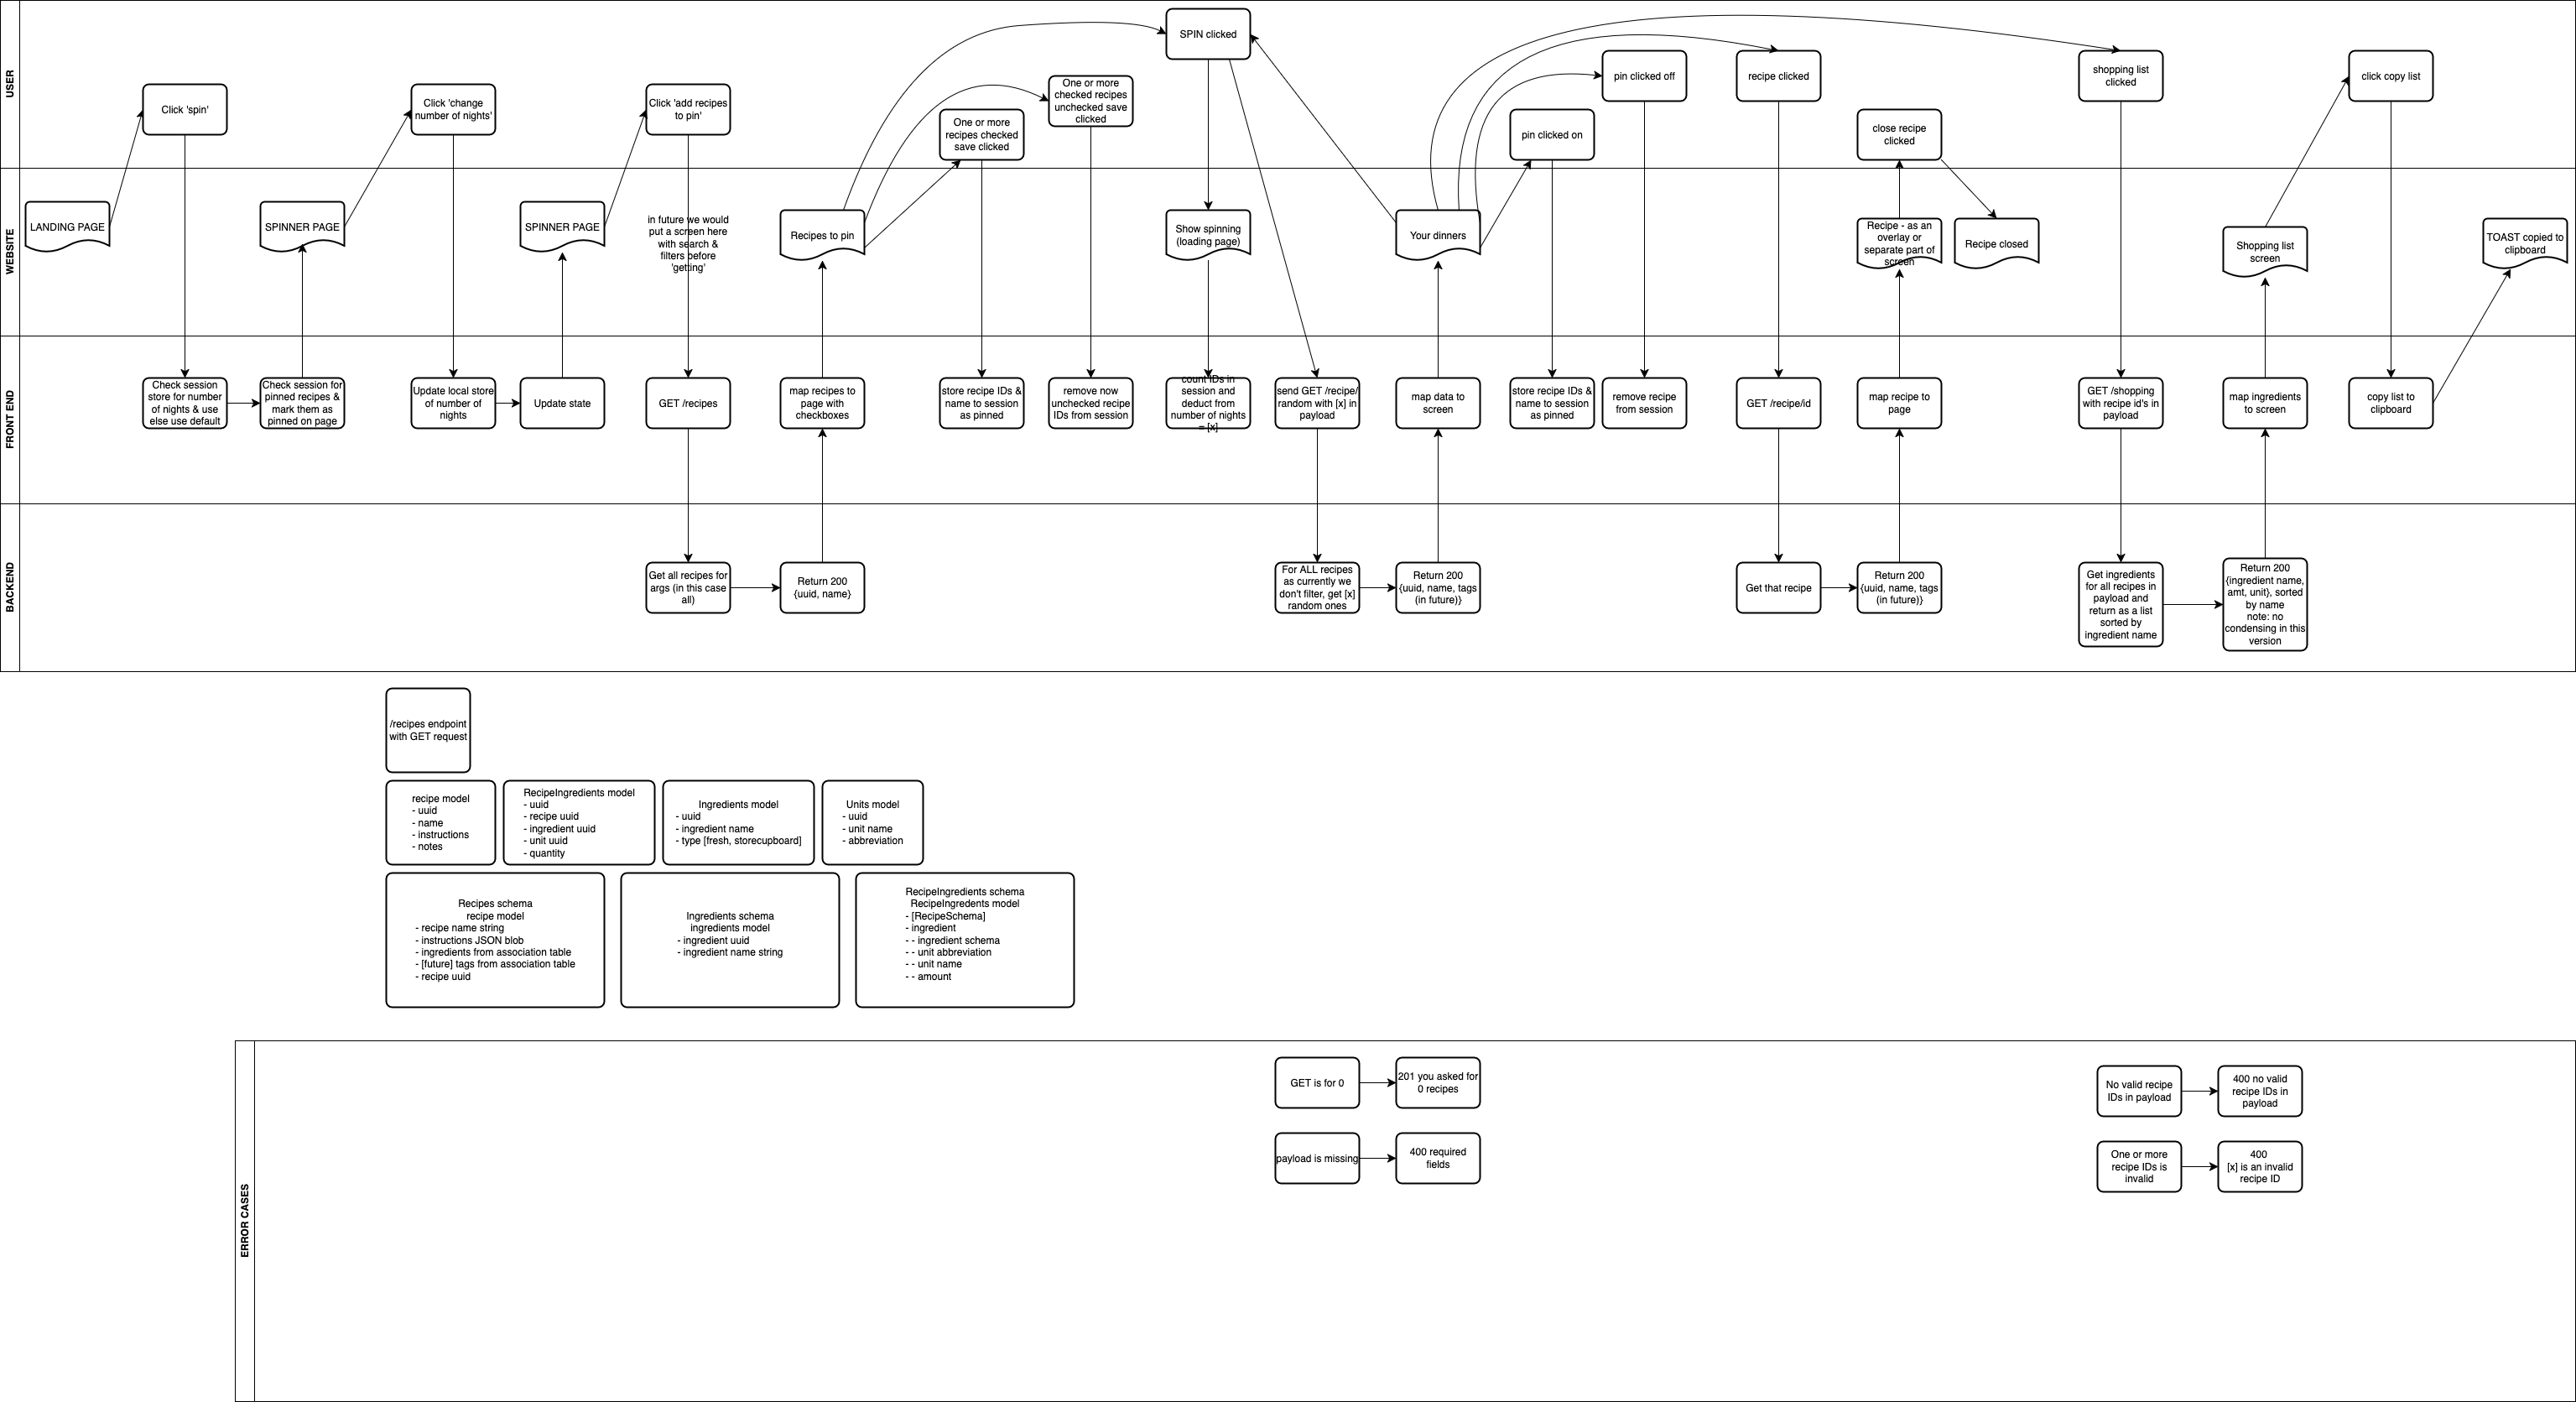 USER
SPIN clicked
Click 'spin'
Click 'change
number of nights'
Click 'add recipes
to pin'
One or more
recipes checked
save clicked
One or more
checked recipes
unchecked save
clicked
pin clicked on
pin clicked off
recipe clicked
close recipe
clicked
shopping list
clicked
click copy list
WEBSITE
LANDING PAGE
SPINNER PAGE
SPINNER PAGE
in future we would
put a screen here
with search &
filters before
'getting'
Recipes to pin
Show spinning
(loading page)
Your dinners
Recipe - as an
overlay or
separate part of
screen
Recipe closed
Shopping list
screen
TOAST copied to
clipboard
FRONT END
Check session
store for number
of nights & use
else use default
Check session for
pinned recipes &
mark them as
pinned on page
Update local store
of number of
nights
Update state
GET /recipes
map recipes to
page with
checkboxes
store recipe IDs &
name to session
as pinned
remove now
unchecked recipe
IDs from session
count IDs in
session and
deduct from
number of nights
= [x]
send GET /recipe/
random with [x] in
payload
map data to
screen
store recipe IDs &
name to session
as pinned
remove recipe
from session
GET /recipe/id
map recipe to
page
GET /shopping
with recipe id's in
payload
map ingredients
to screen
copy list to
clipboard
BACKEND
Get all recipes for
args (in this case
all)
Return 200
{uuid, name}
For ALL recipes
as currently we
don't filter, get [x]
random ones
Return 200
{uuid, name, tags
(in future)}
Get that recipe
Return 200
{uuid, name, tags
(in future)}
Get ingredients
for all recipes in
payload and
return as a list
sorted by
ingredient name
Return 200
{ingredient name,
amt, unit}, sorted
by name
note: no
condensing in this
version
/recipes endpoint
with GET request
recipe model
- uuid
- name
- instructions
- notes
RecipeIngredients model
- uuid
- recipe uuid
- ingredient uuid
- unit uuid
- quantity
Ingredients model
- uuid
- ingredient name
- type [fresh, storecupboard]
Units model
- uuid
- unit name
- abbreviation
Recipes schema
recipe model
- recipe name string
- instructions JSON blob
- ingredients from association table
- [future] tags from association table
- recipe uuid
Ingredients schema
ingredients model
- ingredient uuid
- ingredient name string
RecipeIngredients schema
RecipeIngredents model
- [RecipeSchema]
- ingredient
- - ingredient schema
- - unit abbreviation
- - unit name
- - amount
ERROR CASES
GET is for 0
201 you asked for
0 recipes
payload is missing
400 required
fields
No valid recipe
IDs in payload
400 no valid
recipe IDs in
payload
One or more
recipe IDs is
invalid
400
[x] is an invalid
recipe ID